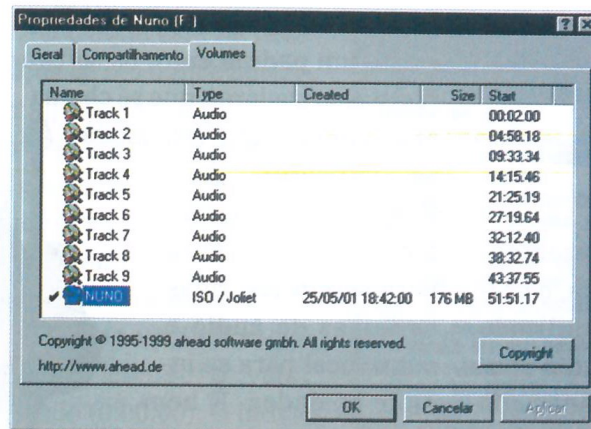 Propriedades de Nuno (F:)
Geral Compartilhamento Volumes
Name Type Created Size Start
Track 1 Audio 00:02.00
Track 2 Audio 04:58.18
Track 3 Audio 09:33.34
Track 4 Audio 14:15.46
Track 5 Audio 21:25.19
Track 6 Audio 27:19.64
Track 7 Audio 32:12.40
Track 8 Audio 38:32.74
Track 9 Audio 43:37.55
NUNO ISO / Joliet 25/05/01 18:42:00 176 MB 51:51.17
Copyright © 1995-1999 ahead software gmbh. All rights reserved.
http://www.ahead.de
Copyright
OK Cancelar Aplicar